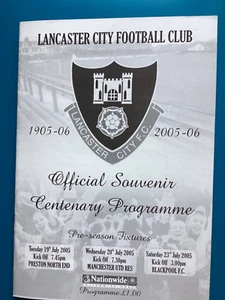 LANCASTER CITY FOOTBALL CLUB
1905-06
2005-06
LANCASTER CITY F.C.
Official Souvenir
Centenary Programme
Pre-season Fixtures
Tuesday 19th July 2005
Kick Off 7.45pm
PRESTON NORTH END
Wednesday 20th July 2005
Kick Off 7.30pm
MANCHESTER UTD RES
Saturday 23rd July 2005
Kick Off 3.00pm
BLACKPOOL F.C.
Nationwide
Programme £1.00